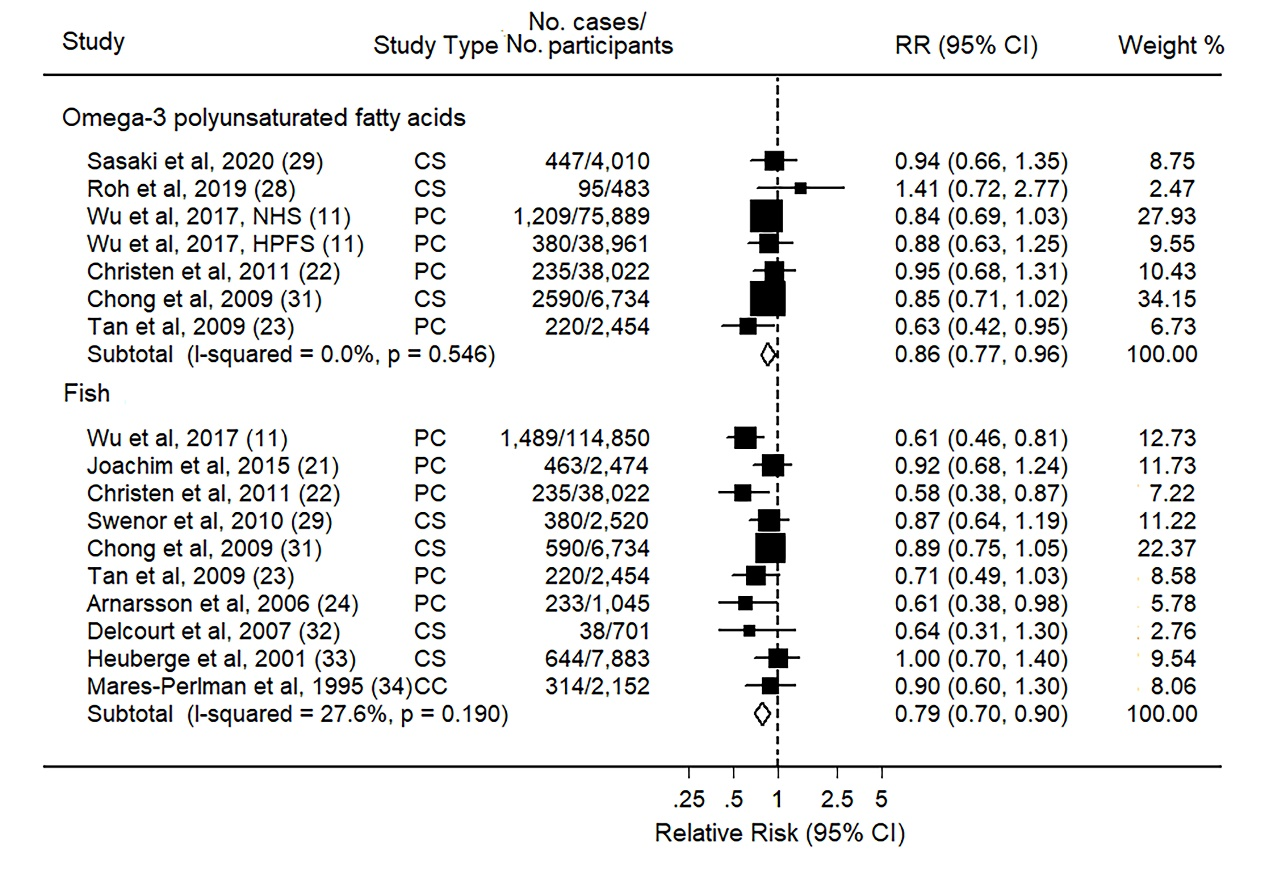 No. cases/
Study Study Type No. participants RR (95% CI) Weight %
Omega-3 polyunsaturated fatty acids
Sasaki et al, 2020 (29) CS 447/4,010 0.94 (0.66, 1.35) 8.75
Roh et al, 2019 (28) CS 95/483 1.41 (0.72, 2.77) 2.47
Wu et al, 2017, NHS (11) PC 1,209/75,889 0.84 (0.69, 1.03) 27.93
Wu et al, 2017, HPFS (11) PC 380/38,961 0.88 (0.63, 1.25) 9.55
Christen et al, 2011 (22) PC 235/38,022 0.95 (0.68, 1.31) 10.43
Chong et al, 2009 (31) CS 2590/6,734 0.85 (0.71, 1.02) 34.15
Tan et al, 2009 (23) PC 220/2,454 0.63 (0.42, 0.95) 6.73
Subtotal (I-squared = 0.0%, p = 0.546) 0.86 (0.77, 0.96) 100.00
Fish
Wu et al, 2017 (11) PC 1,489/114,850 0.61 (0.46, 0.81) 12.73
Joachim et al, 2015 (21) PC 463/2,474 0.92 (0.68, 1.24) 11.73
Christen et al, 2011 (22) PC 235/38,022 0.58 (0.38, 0.87) 7.22
Swenor et al, 2010 (29) CS 380/2,520 0.87 (0.64, 1.19) 11.22
Chong et al, 2009 (31) CS 590/6,734 0.89 (0.75, 1.05) 22.37
Tan et al, 2009 (23) PC 220/2,454 0.71 (0.49, 1.03) 8.58
Arnarsson et al, 2006 (24) PC 233/1,045 0.61 (0.38, 0.98) 5.78
Delcourt et al, 2007 (32) CS 38/701 0.64 (0.31, 1.30) 2.76
Heuberge et al, 2001 (33) CS 644/7,883 1.00 (0.70, 1.40) 9.54
Mares-Perlman et al, 1995 (34) CC 314/2,152 0.90 (0.60, 1.30) 8.06
Subtotal (I-squared = 27.6%, p = 0.190) 0.79 (0.70, 0.90) 100.00
.25 .5 1 2.5 5
Relative Risk (95% CI)